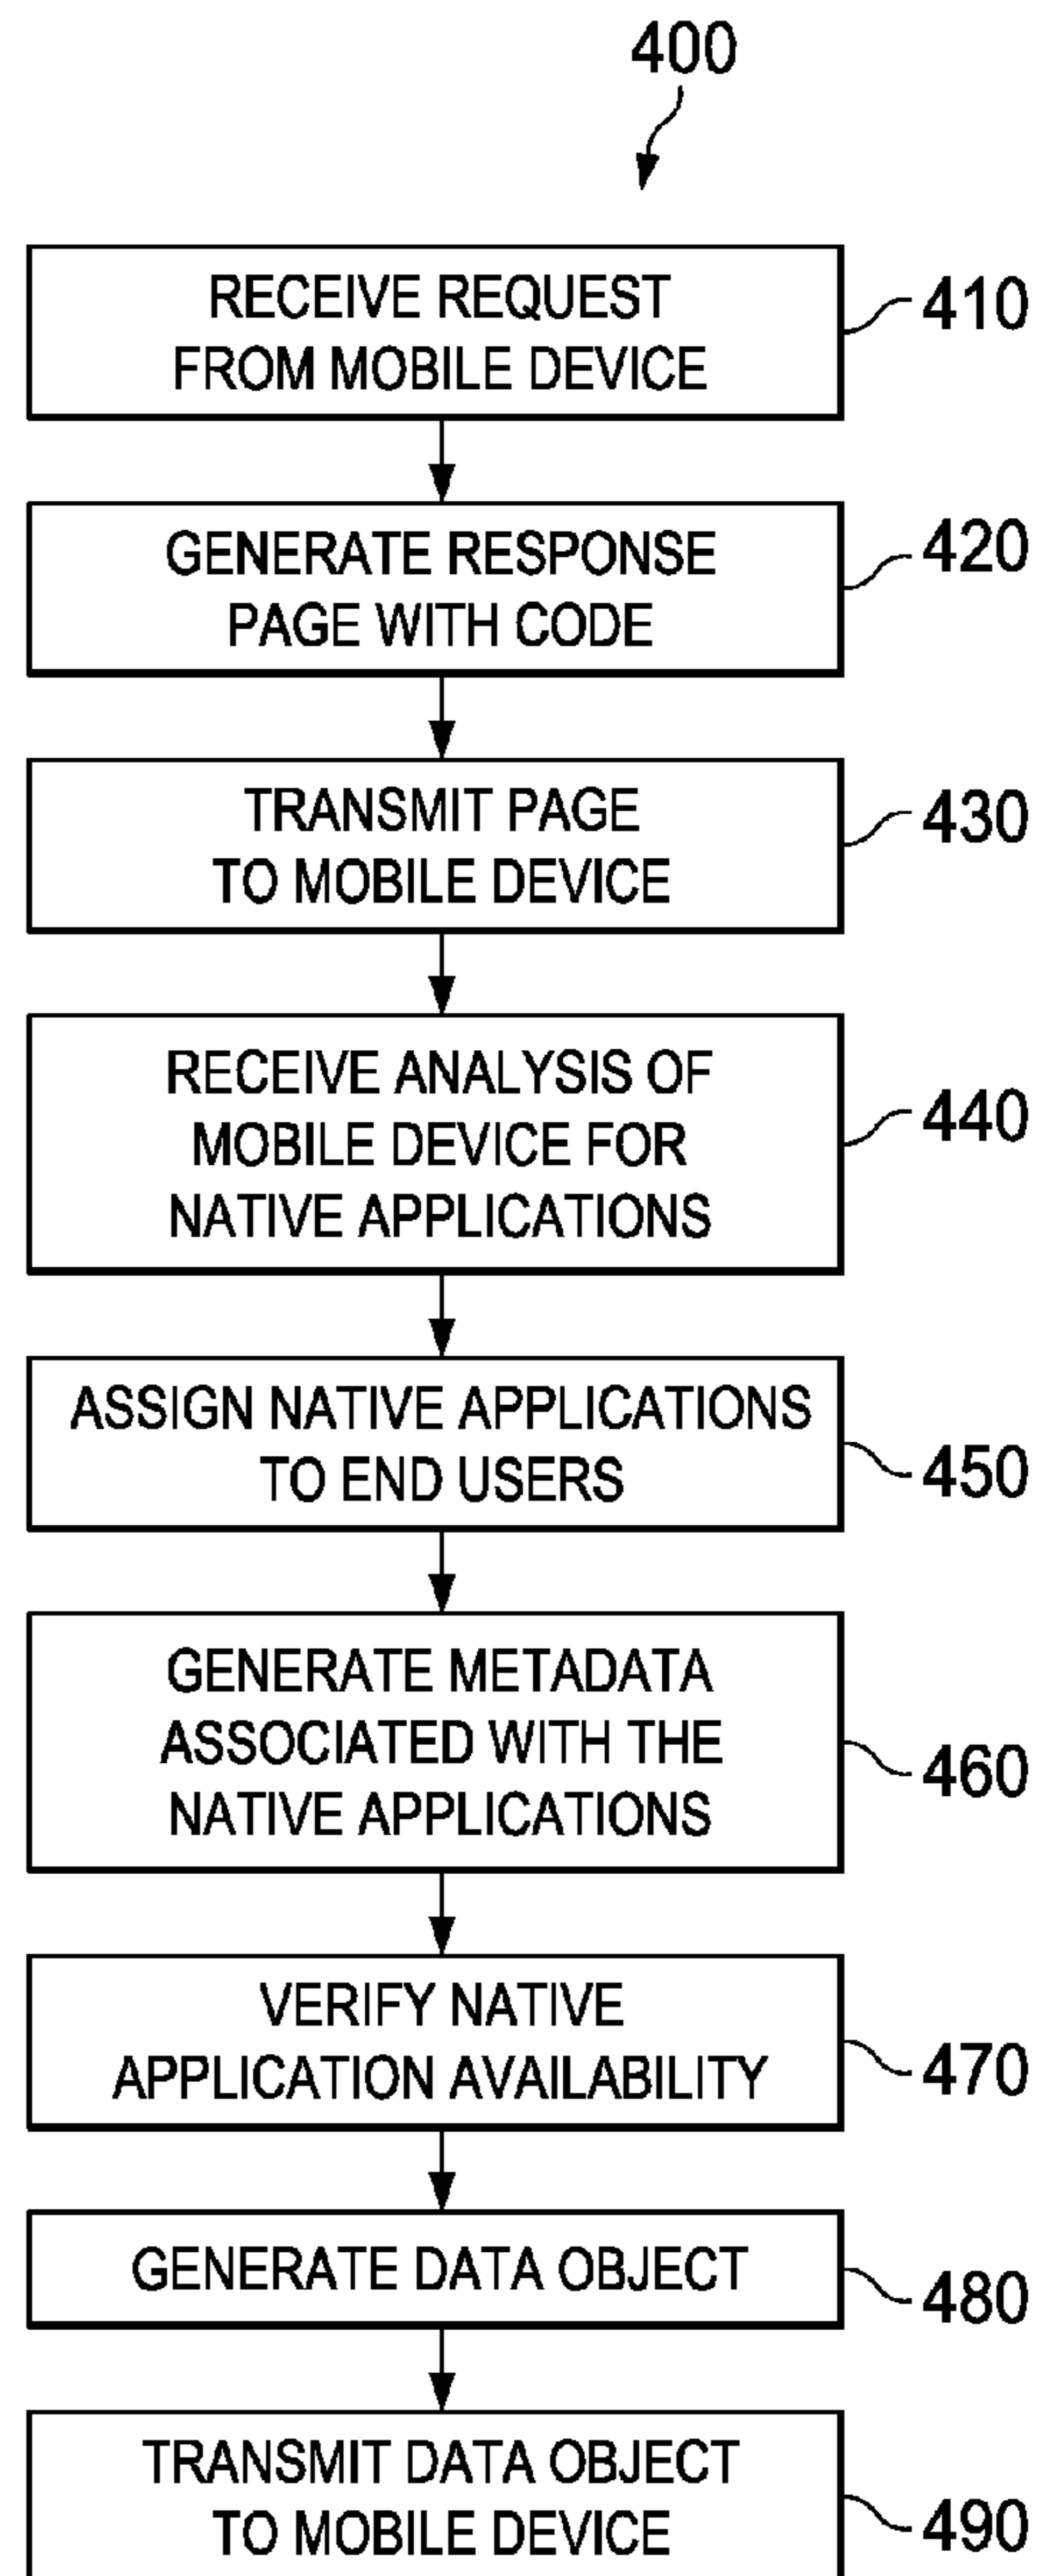 400
RECEIVE REQUEST
FROM MOBILE DEVICE
410
GENERATE RESPONSE
PAGE WITH CODE
420
TRANSMIT PAGE
TO MOBILE DEVICE
430
RECEIVE ANALYSIS OF
MOBILE DEVICE FOR
NATIVE APPLICATIONS
440
ASSIGN NATIVE APPLICATIONS
TO END USERS
450
GENERATE METADATA
ASSOCIATED WITH THE
NATIVE APPLICATIONS
460
VERIFY NATIVE
APPLICATION AVAILABILITY
470
GENERATE DATA OBJECT
480
TRANSMIT DATA OBJECT
TO MOBILE DEVICE
490